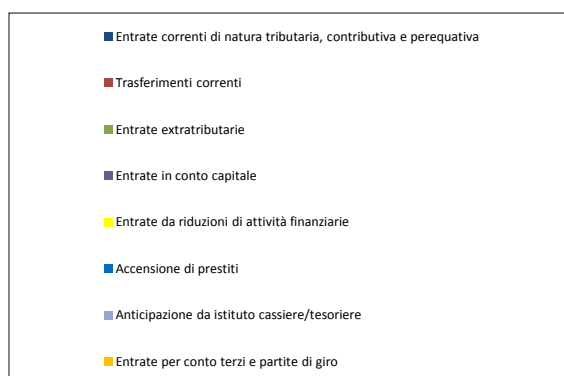 Entrate correnti di natura tributaria, contributiva e perequativa
Trasferimenti correnti
Entrate extratributarie
Entrate in conto capitale
Entrate da riduzioni di attività finanziarie
Accensione di prestiti
Anticipazione da istituto cassiere/tesoriere
Entrate per conto terzi e partite di giro